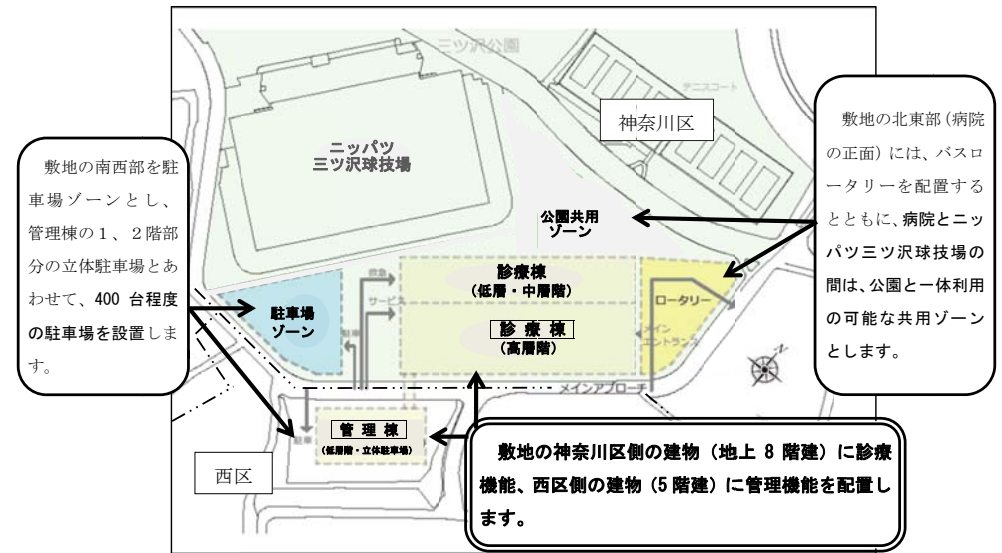 三ツ沢公園
テニスコート
神奈川区
ニッパツ
三ツ沢球技場
敷地の南西部を駐
車場ゾーンとし、
管理棟の１、２階部
分の立体駐車場とあ
わせて、400 台程度
の駐車場を設置しま
す。
敷地の北東部(病院
の正面)には、バスロ
ータリーを配置する
とともに、病院とニッ
パツ三ツ沢球技場の
間は、公園と一体利用
の可能な共用ゾーン
とします。
公園共用
ゾーン
救急
サービス
診療棟
(低層・中層階)
ロータリー
駐車場
ゾーン
駐車
診療棟
(高層階)
メイン
エントランス
N
メインアプローチ
駐車
管理棟
(低層階・立体駐車場)
西区
敷地の神奈川区側の建物（地上 8 階建）に診療
機能、西区側の建物（5 階建）に管理機能を配置し
ます。